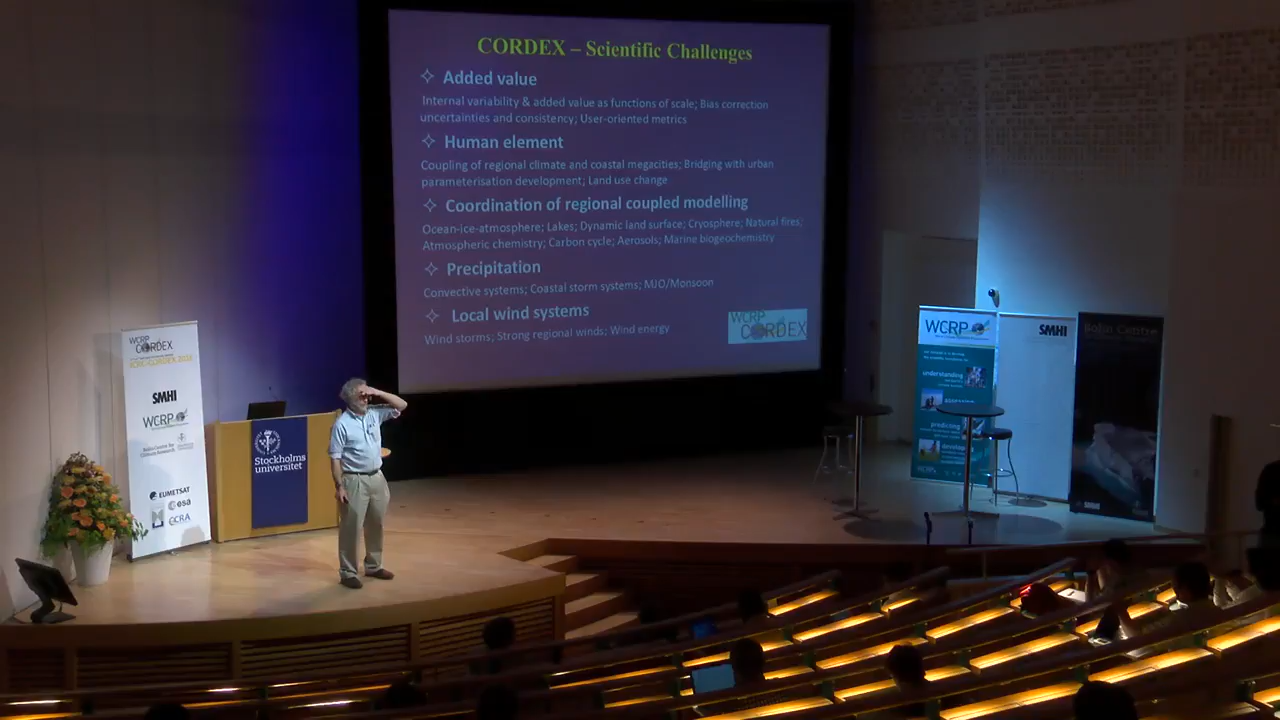 CORDEX – Scientific Challenges
✧ Added value
Internal variability & added value as functions of scale; Bias correction
uncertainties and consistency; User-oriented metrics
✧ Human element
Coupling of regional climate and coastal megacities; Bridging with urban
parameterisation development; Land use change
✧ Coordination of regional coupled modelling
Ocean-ice-atmosphere; Lakes; Dynamic land surface; Cryosphere; Natural fires;
Atmospheric chemistry; Carbon cycle; Aerosols; Marine biogeochemistry
✧ Precipitation
Convective systems; Coastal storm systems; MJO/Monsoon
✧ Local wind systems
Wind storms; Strong regional winds; Wind energy
WCRP
CORDEX
WCRP
CORDEX
SMHI
WCRP
EUMETSAT
esa
Stockholms
universitet
WCRP
understanding
predicting
WCRP
SMHI
Bolin Centre
SMHI